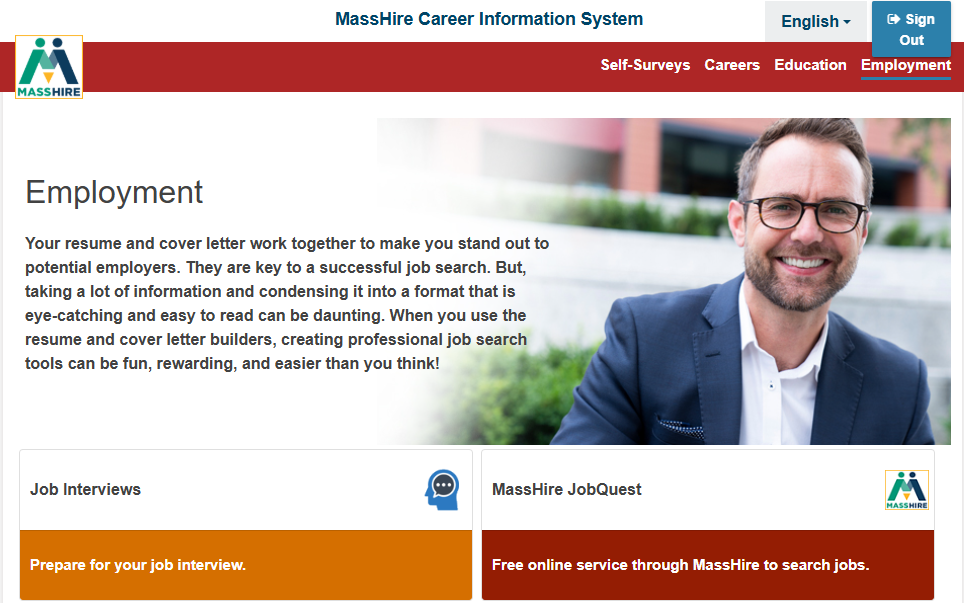 MassHire Career Information System
English
Sign
Out
MASSHIRE
Self-Surveys Careers Education Employment
Employment
Your resume and cover letter work together to make you stand out to
potential employers. They are key to a successful job search. But,
taking a lot of information and condensing it into a format that is
eye-catching and easy to read can be daunting. When you use the
resume and cover letter builders, creating professional job search
tools can be fun, rewarding, and easier than you think!
Job Interviews
Prepare for your job interview.
MassHire JobQuest
MASSHIRE
Free online service through MassHire to search jobs.